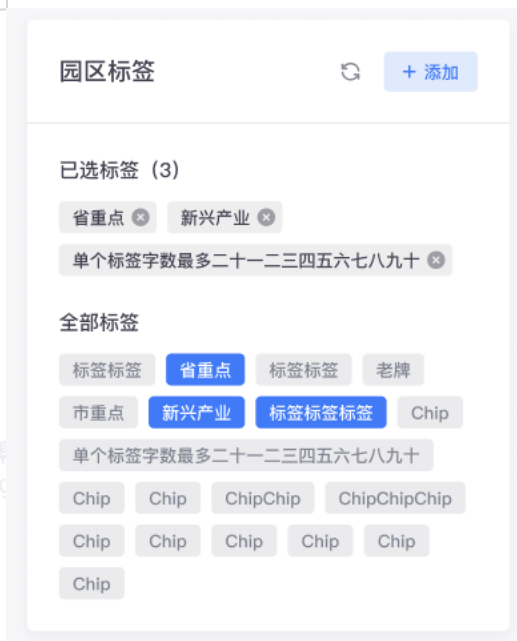 园区标签 + 添加
已选标签（3）
省重点 新兴产业
单个标签字数最多二十一二三四五六七八九十
全部标签
标签标签 省重点 标签标签 老牌
市重点 新兴产业 标签标签标签 Chip
单个标签字数最多二十一二三四五六七八九十
Chip Chip ChipChip ChipChipChip
Chip Chip Chip Chip Chip
Chip